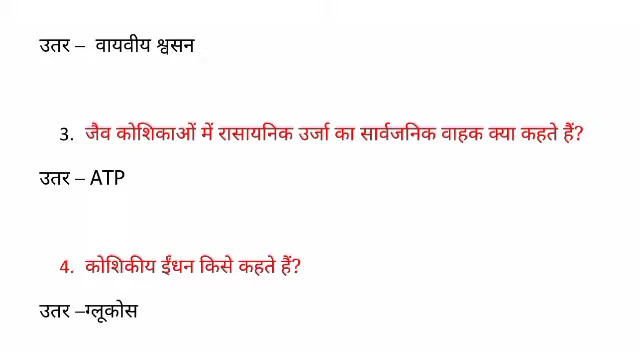 उतर – वायवीय श्वसन
3. जैव कोशिकाओं में रासायनिक उर्जा का सार्वजनिक वाहक क्या कहते हैं?
उतर – ATP
4. कोशिकीय ईंधन किसे कहते हैं?
उतर –ग्लूकोस